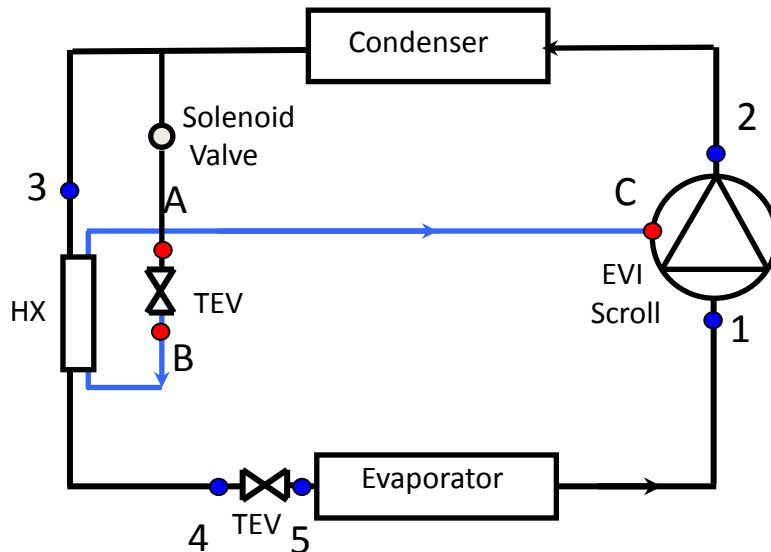 Condenser
2
Solenoid
Valve
3
A
C
HX
TEV
EVI
Scroll
1
B
Evaporator
4
TEV
5